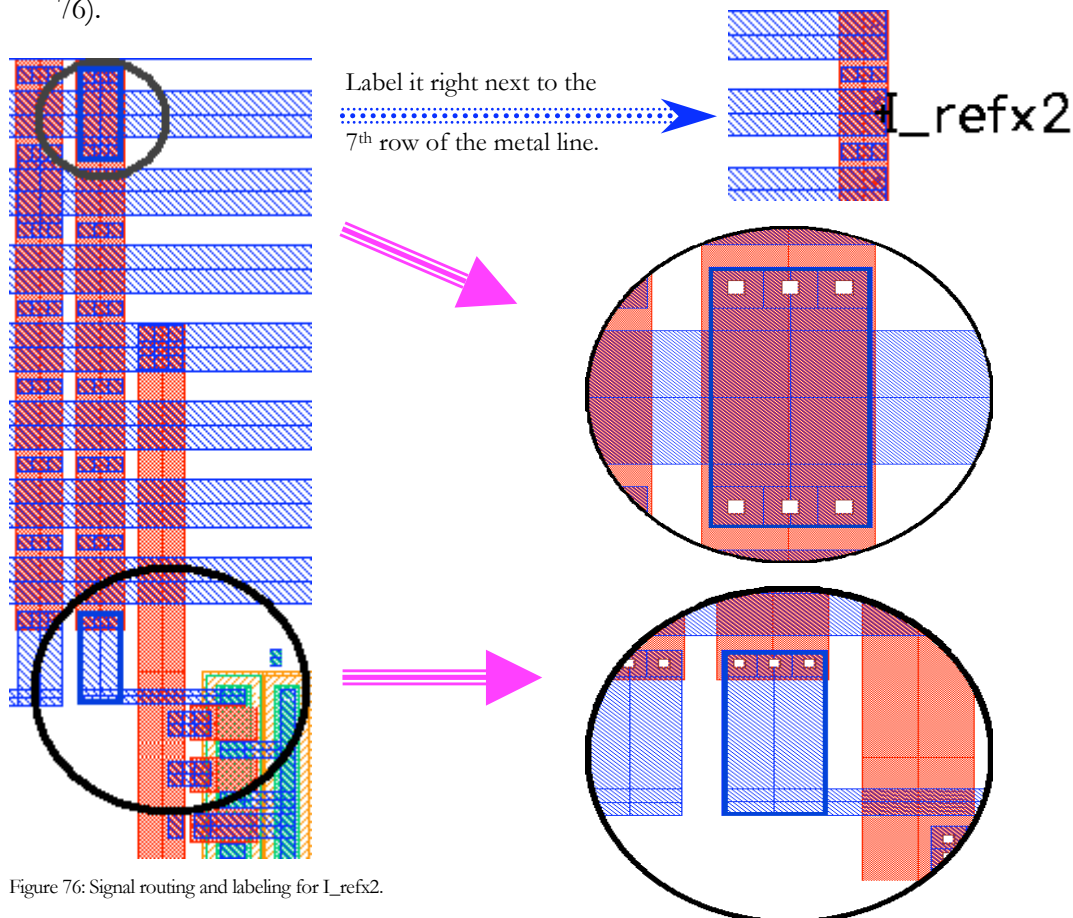 76).
Label it right next to the
7th row of the metal line.
I_refx2
Figure 76: Signal routing and labeling for I_refx2.